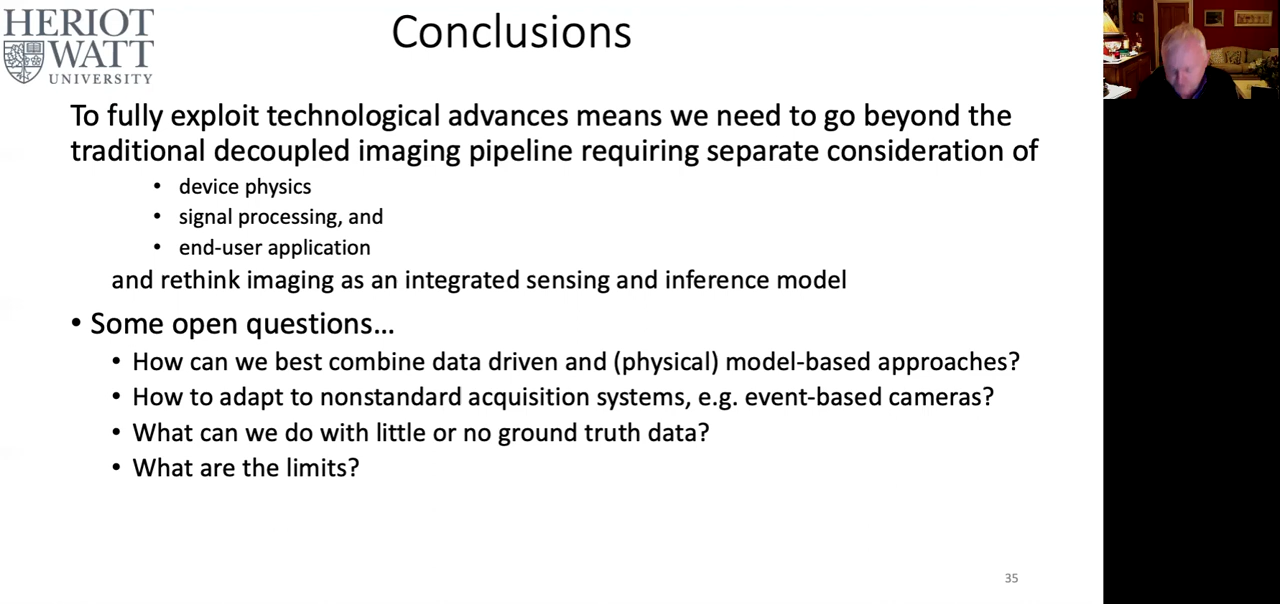 HERIOT
WATT
UNIVERSITY
Conclusions
To fully exploit technological advances means we need to go beyond the
traditional decoupled imaging pipeline requiring separate consideration of
• device physics
• signal processing, and
• end-user application
and rethink imaging as an integrated sensing and inference model
• Some open questions…
• How can we best combine data driven and (physical) model-based approaches?
• How to adapt to nonstandard acquisition systems, e.g. event-based cameras?
• What can we do with little or no ground truth data?
• What are the limits?
35